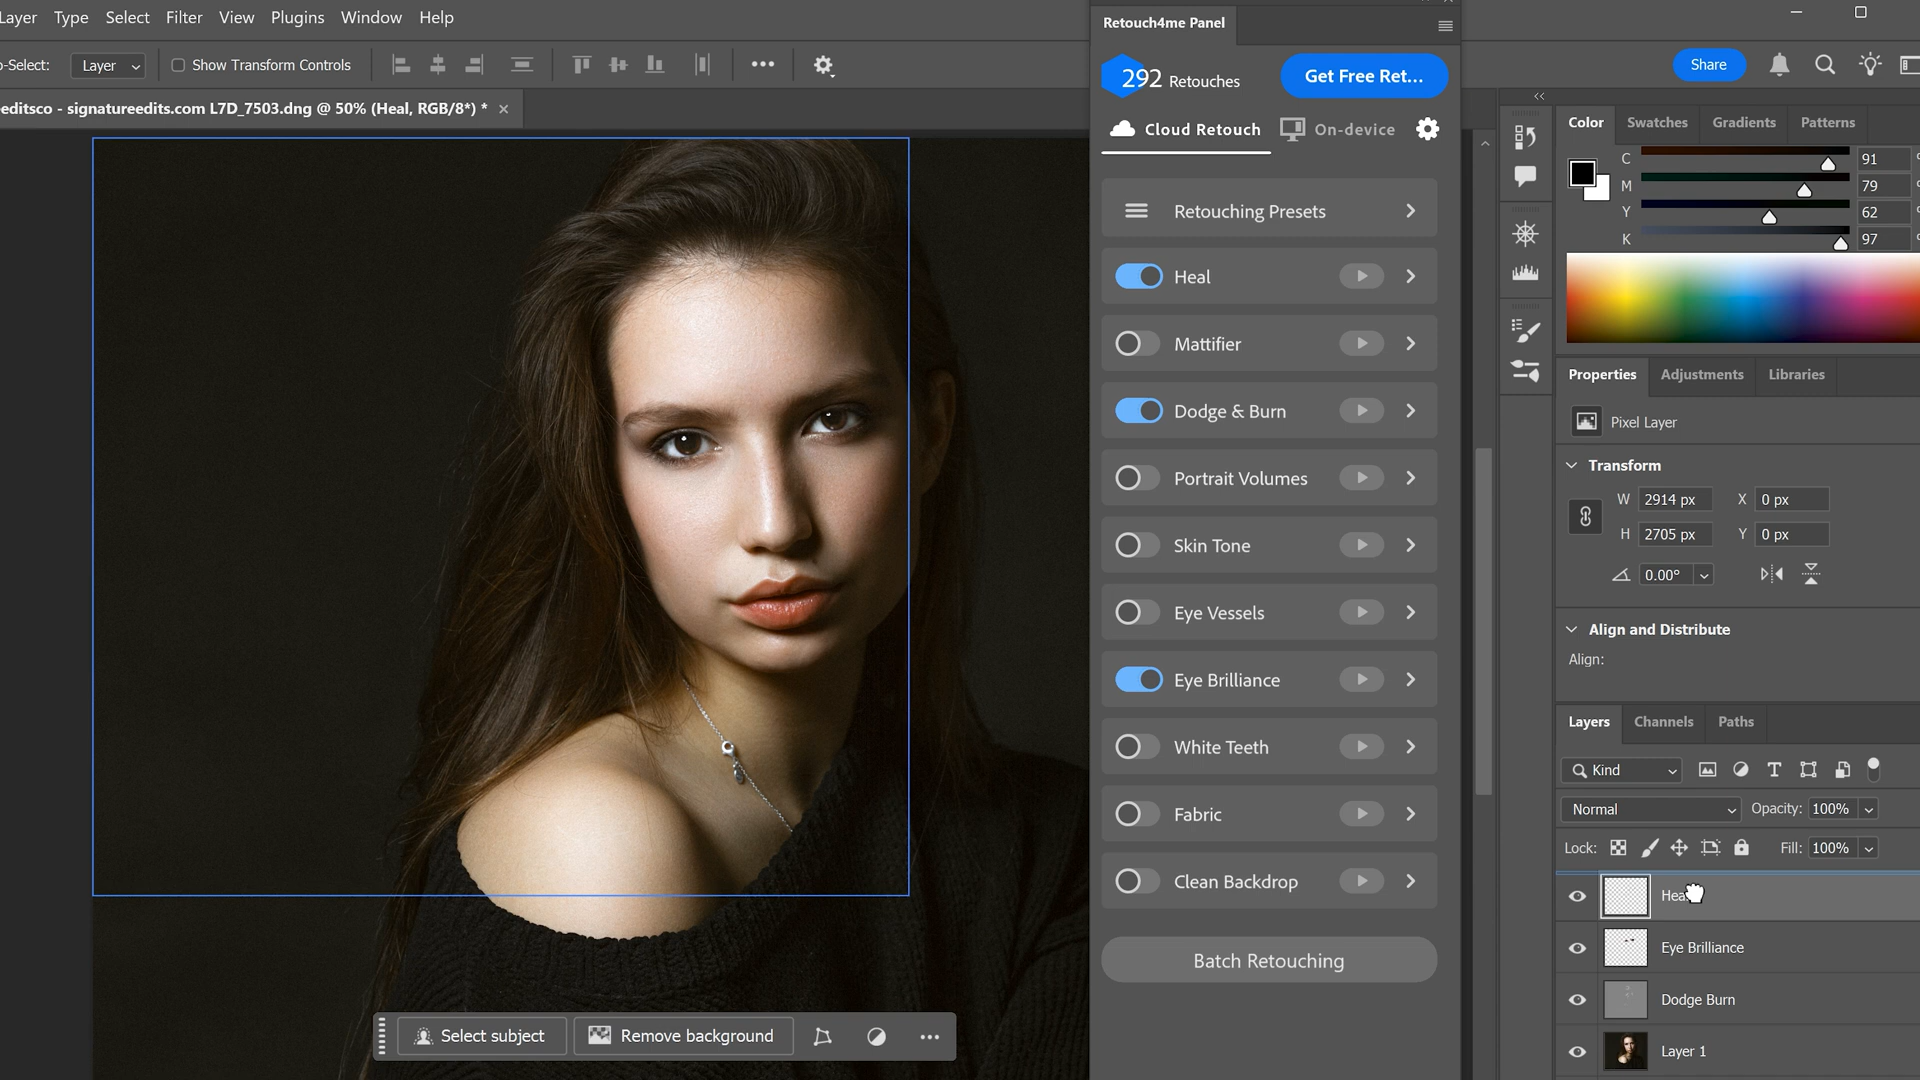 Layer Type Select Filter View Plugins Window Help
o-Select: Layer Show Transform Controls
editsco - signatureedits.com L7D_7503.dng @ 50% (Heal, RGB/8*) *
Select subject Remove background
Retouch4me Panel
292 Retouches Get Free Ret...
Cloud Retouch On-device
Retouching Presets
Heal
Mattifier
Dodge & Burn
Portrait Volumes
Skin Tone
Eye Vessels
Eye Brilliance
White Teeth
Fabric
Clean Backdrop
Batch Retouching
Share
Color Swatches Gradients Patterns
C 91
M 79
Y 62
K 97
Properties Adjustments Libraries
Pixel Layer
Transform
W 2914 px X 0 px
H 2705 px Y 0 px
0.00°
Align and Distribute
Align:
Layers Channels Paths
Kind
Normal Opacity: 100%
Lock: Fill: 100%
Eye Brilliance
Dodge Burn
Layer 1